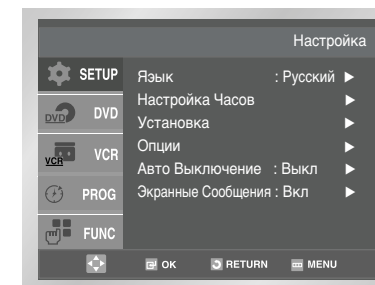 Настройка
SETUP
DVD DVD
VCR VCR
PROG
FUNC
Язык : Русский ►
Настройка Часов ►
Установка ►
Опции ►
Авто Выключение : Выкл ►
Экранные Сообщения : Вкл ►
OK RETURN MENU